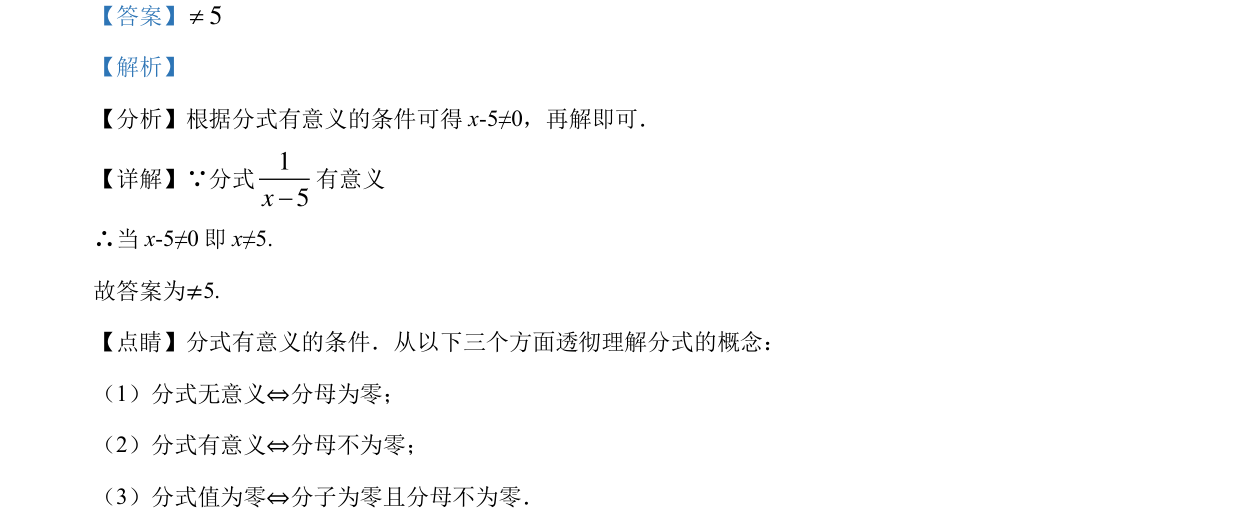 【答案】≠5
【解析】
【分析】根据分式有意义的条件可得 x-5≠0，再解即可．
【详解】∵分式 1/(x−5) 有意义
∴当 x-5≠0 即 x≠5.
故答案为≠5.
【点睛】分式有意义的条件．从以下三个方面透彻理解分式的概念：
（1）分式无意义⇔分母为零；
（2）分式有意义⇔分母不为零；
（3）分式值为零⇔分子为零且分母不为零．